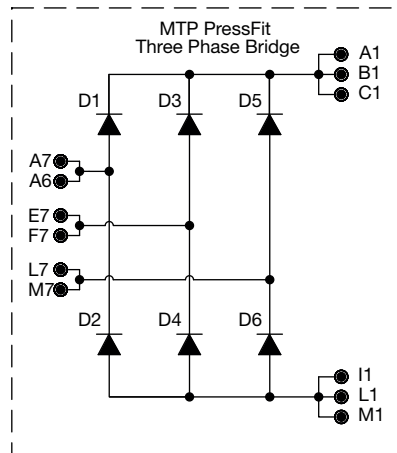 MTP PressFit
Three Phase Bridge
A1
B1
C1
D1
D3
D5
A7
A6
E7
F7
L7
M7
D2
D4
D6
I1
L1
M1